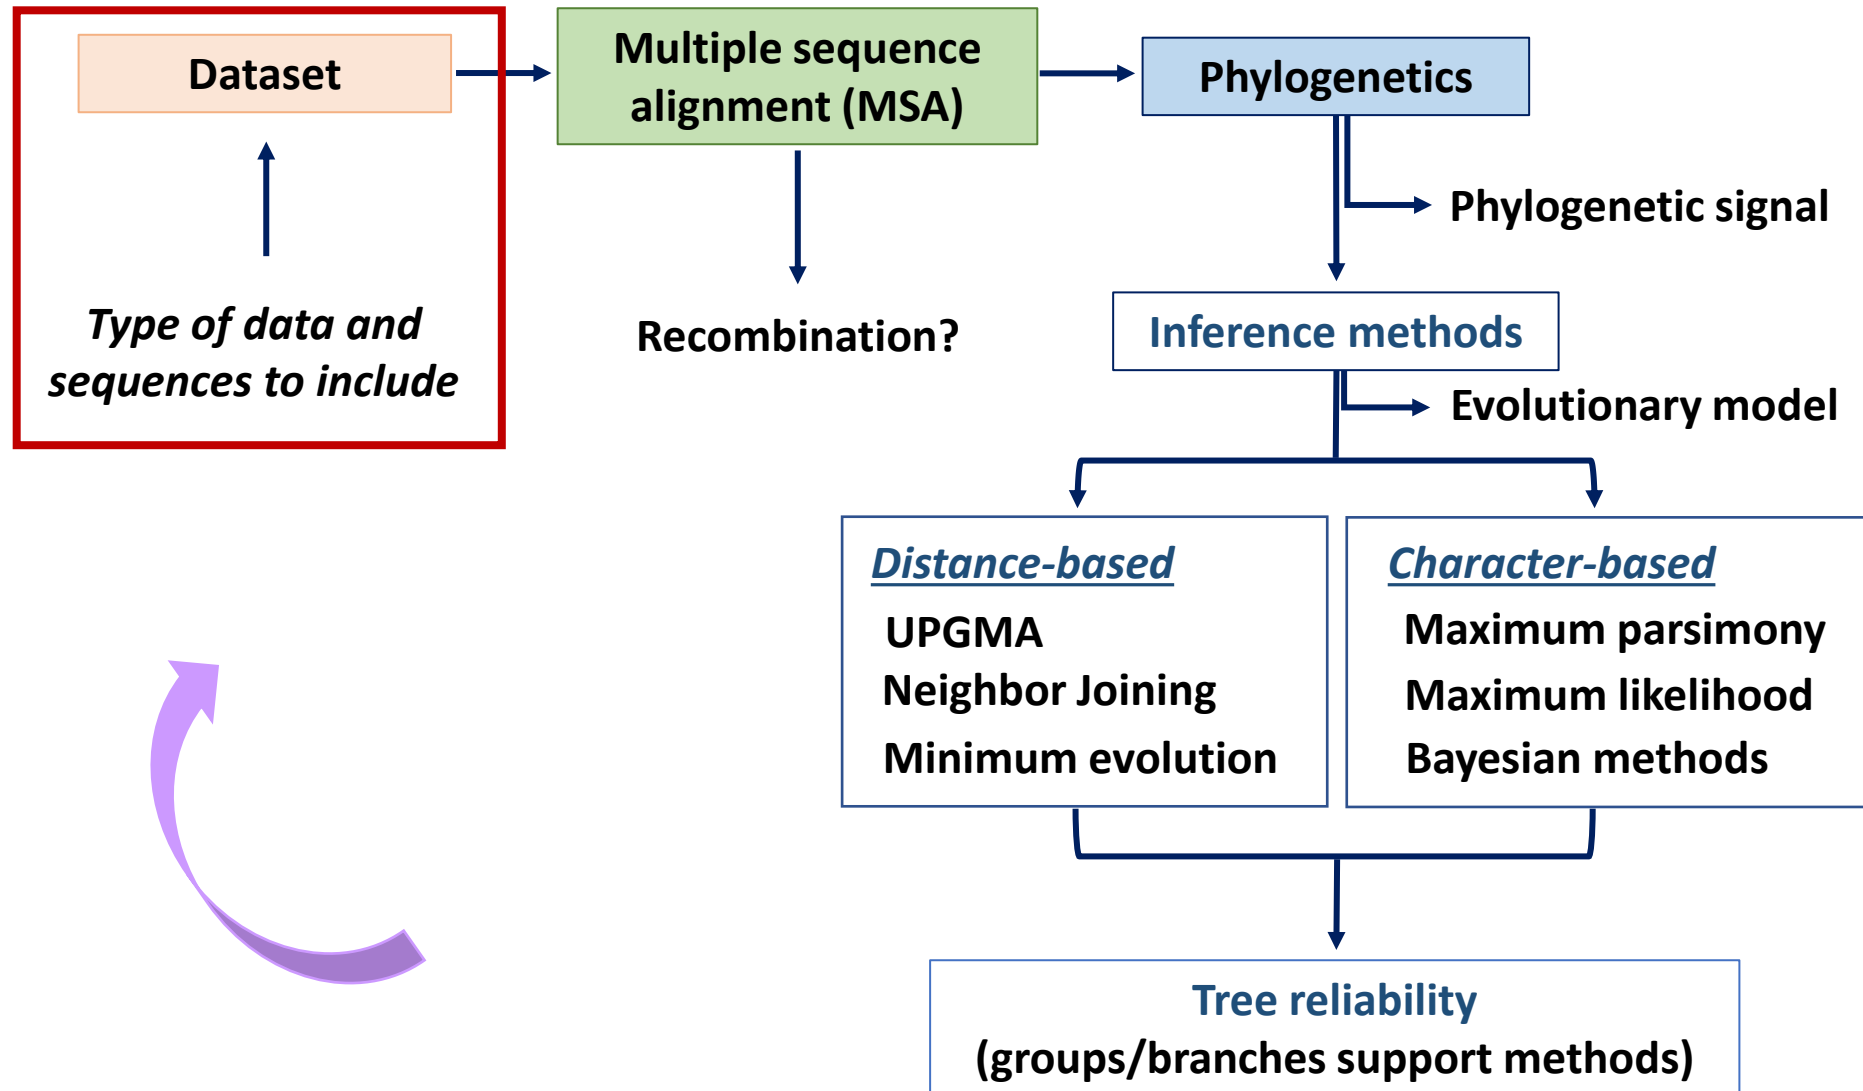 Dataset
Type of data and
sequences to include
Multiple sequence
alignment (MSA)
Recombination?
Phylogenetics
Phylogenetic signal
Inference methods
Evolutionary model
Distance-based
UPGMA
Neighbor Joining
Minimum evolution
Character-based
Maximum parsimony
Maximum likelihood
Bayesian methods
Tree reliability
(groups/branches support methods)